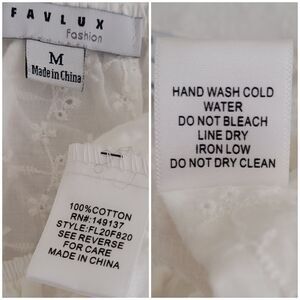 FAVLUX
Fashion
M
Made in China
100%COTTON
RN#:149137
STYLE:FL20F820
SEE REVERSE
FOR CARE
MADE IN CHINA
HAND WASH COLD
WATER
DO NOT BLEACH
LINE DRY
IRON LOW
DO NOT DRY CLEAN